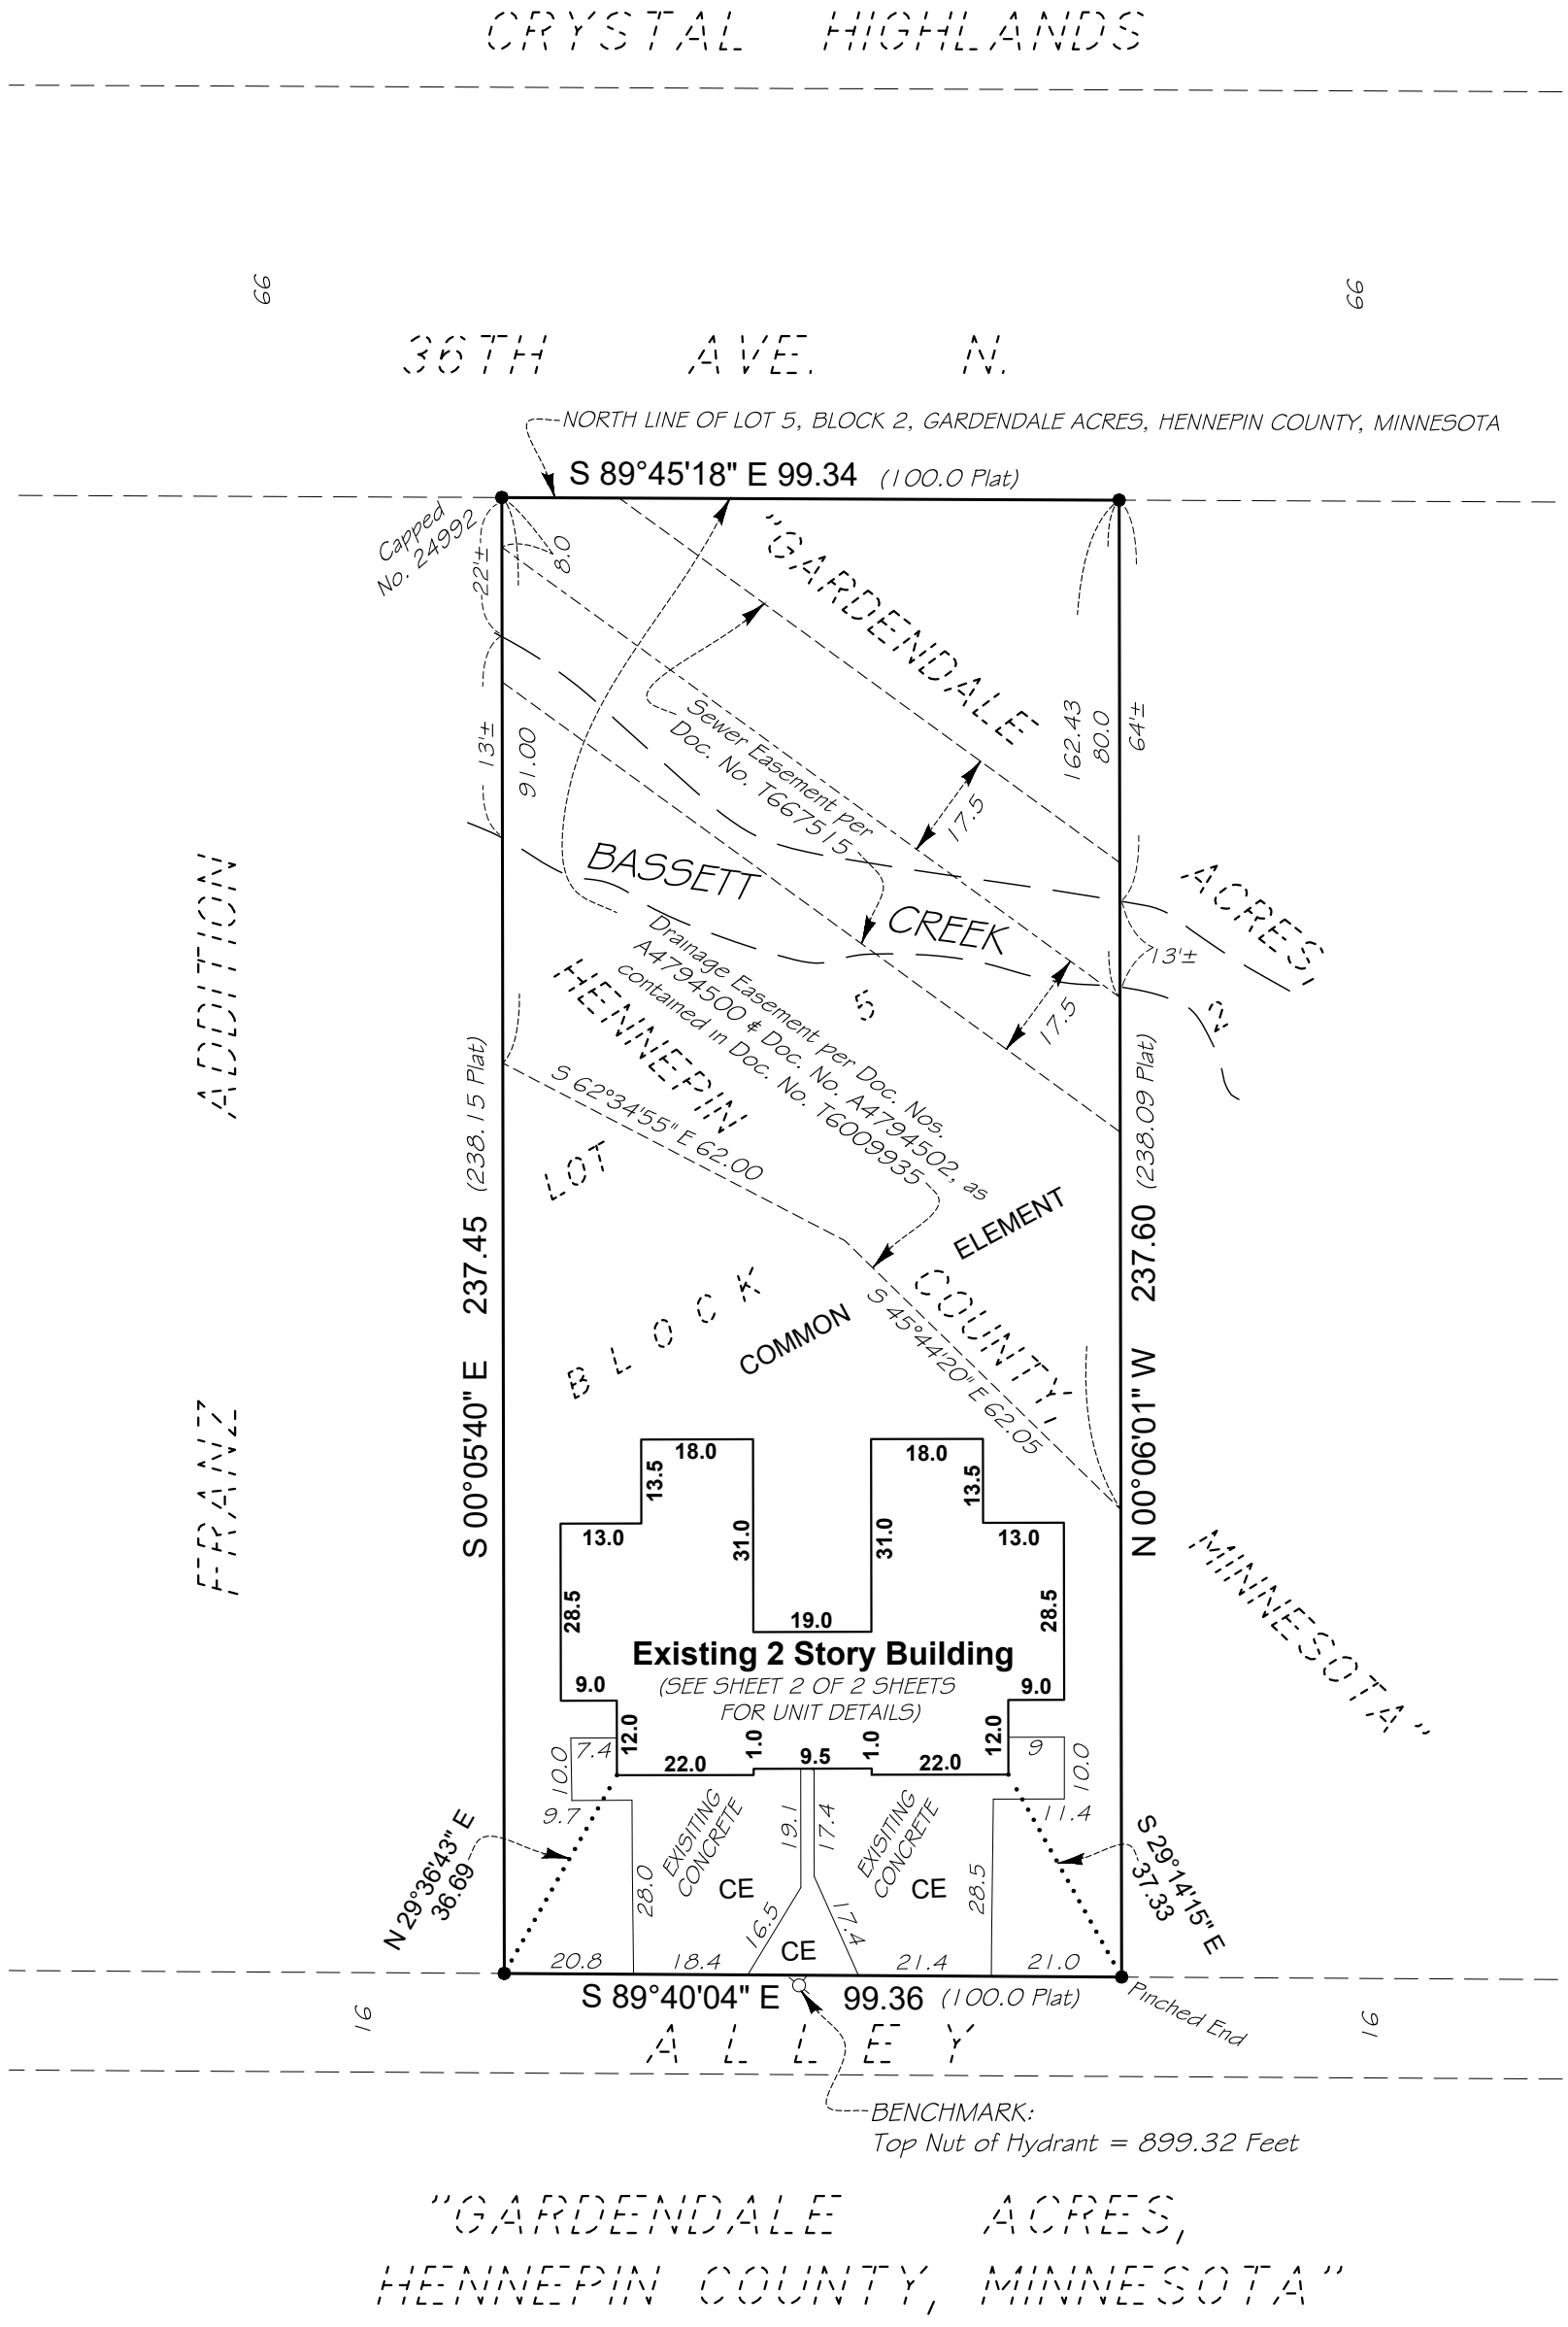 CRYSTAL HIGHLANDS
66
66
36TH AVE. N.
NORTH LINE OF LOT 5, BLOCK 2, GARDENDALE ACRES, HENNEPIN COUNTY, MINNESOTA
S 89°45'18" E 99.34 (100.0 Plat)
Capped
No. 24992
22'±
8.0
"GARDENDALE
ACRES,
13'±
91.00
162.43
80.0
64'±
Sewer Easement per
Doc. No. T667515
17.5
BASSETT
CREEK
13'±
17.5
Drainage Easement per Doc. Nos.
A4794500 & Doc. No. A4794502, as
contained in Doc. No. T6009935
HENNEPIN
5
2
ADDITION
FRANZ
S 62°34'55" E 62.00
LOT
BLOCK
S 00°05'40" E 237.45 (238.15 Plat)
N 00°06'01" W 237.60 (238.09 Plat)
COMMON
ELEMENT
COUNTY,
S 45°44'20" E 62.05
MINNESOTA"
18.0
18.0
13.5
13.5
13.0
31.0
31.0
13.0
28.5
19.0
28.5
Existing 2 Story Building
(SEE SHEET 2 OF 2 SHEETS
FOR UNIT DETAILS)
9.0
9.0
12.0
12.0
7.4
9
10.0
22.0
1.0
9.5
1.0
22.0
10.0
9.7
11.4
EXISITING
CONCRETE
19.1
17.4
EXISITING
CONCRETE
N 29°36'43" E
36.69
S 29°14'15" E
37.33
28.0
CE
CE
28.5
16.5
17.4
CE
20.8
18.4
21.4
21.0
S 89°40'04" E 99.36 (100.0 Plat)
Pinched End
16
16
ALLEY
BENCHMARK:
Top Nut of Hydrant = 899.32 Feet
"GARDENDALE ACRES,
HENNEPIN COUNTY, MINNESOTA"